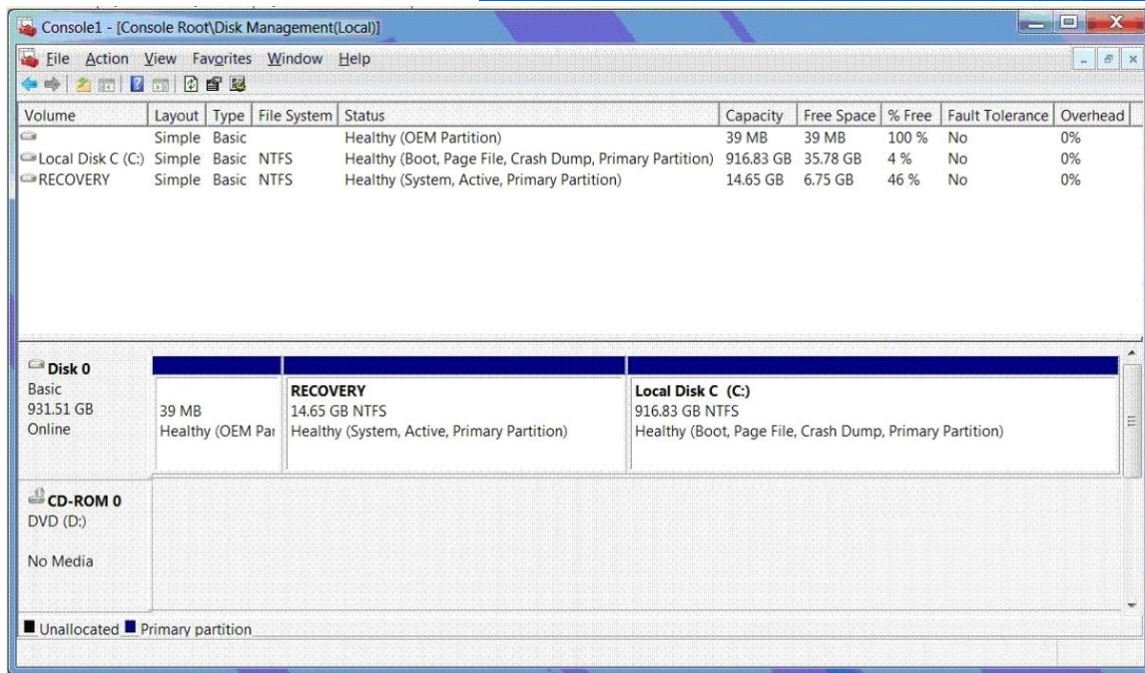 Console1 - [Console Root\Disk Management(Local)]
File Action View Favorites Window Help
Volume Layout Type File System Status Capacity Free Space % Free Fault Tolerance Overhead
Simple Basic Healthy (OEM Partition) 39 MB 39 MB 100 % No 0%
Local Disk C (C:) Simple Basic NTFS Healthy (Boot, Page File, Crash Dump, Primary Partition) 916.83 GB 35.78 GB 4 % No 0%
RECOVERY Simple Basic NTFS Healthy (System, Active, Primary Partition) 14.65 GB 6.75 GB 46 % No 0%
Disk 0
Basic
931.51 GB
Online
39 MB
Healthy (OEM Par
RECOVERY
14.65 GB NTFS
Healthy (System, Active, Primary Partition)
Local Disk C (C:)
916.83 GB NTFS
Healthy (Boot, Page File, Crash Dump, Primary Partition)
CD-ROM 0
DVD (D:)
No Media
Unallocated Primary partition